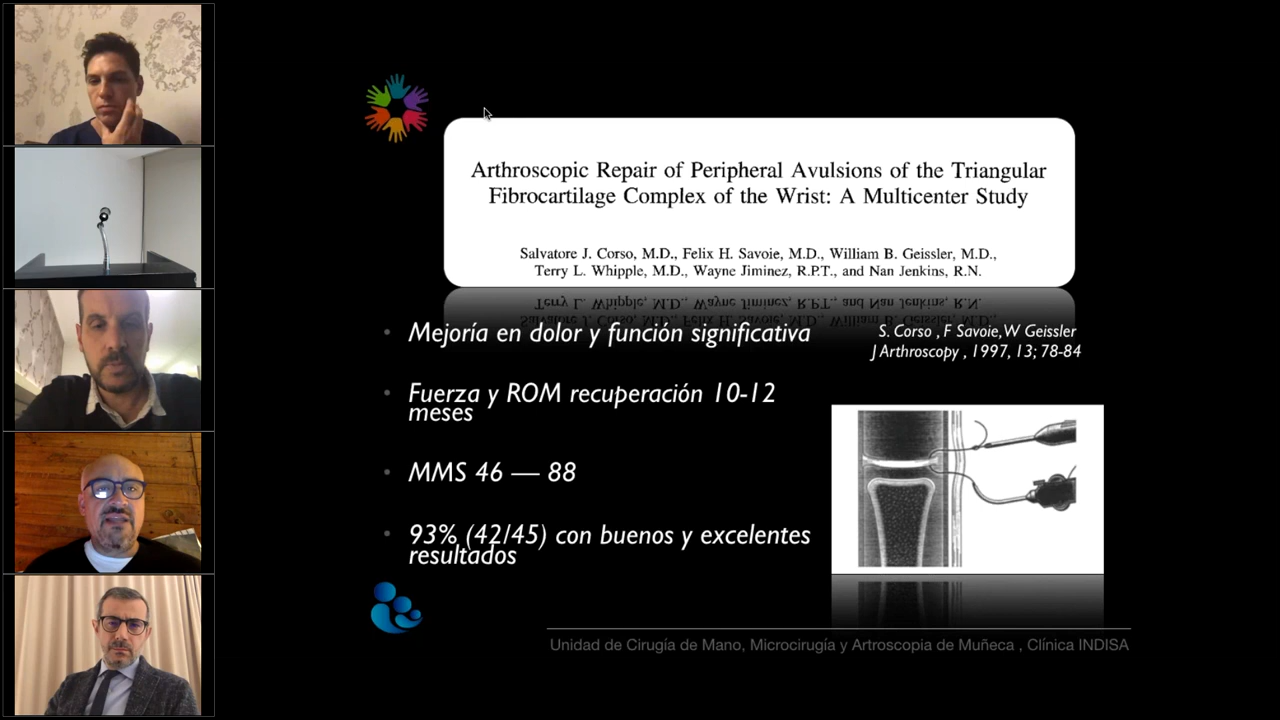 Arthroscopic Repair of Peripheral Avulsions of the Triangular
Fibrocartilage Complex of the Wrist: A Multicenter Study
Salvatore J. Corso, M.D., Felix H. Savoie, M.D., William B. Geissler, M.D.,
Terry L. Whipple, M.D., Wayne Jiminez, R.P.T., and Nan Jenkins, R.N.
S. Corso , F Savoie,W Geissler
J Arthroscopy , 1997, 13; 78-84
• Mejoría en dolor y función significativa
• Fuerza y ROM recuperación 10-12
meses
• MMS 46 — 88
• 93% (42/45) con buenos y excelentes
resultados
Unidad de Cirugía de Mano, Microcirugía y Artroscopia de Muñeca , Clínica INDISA